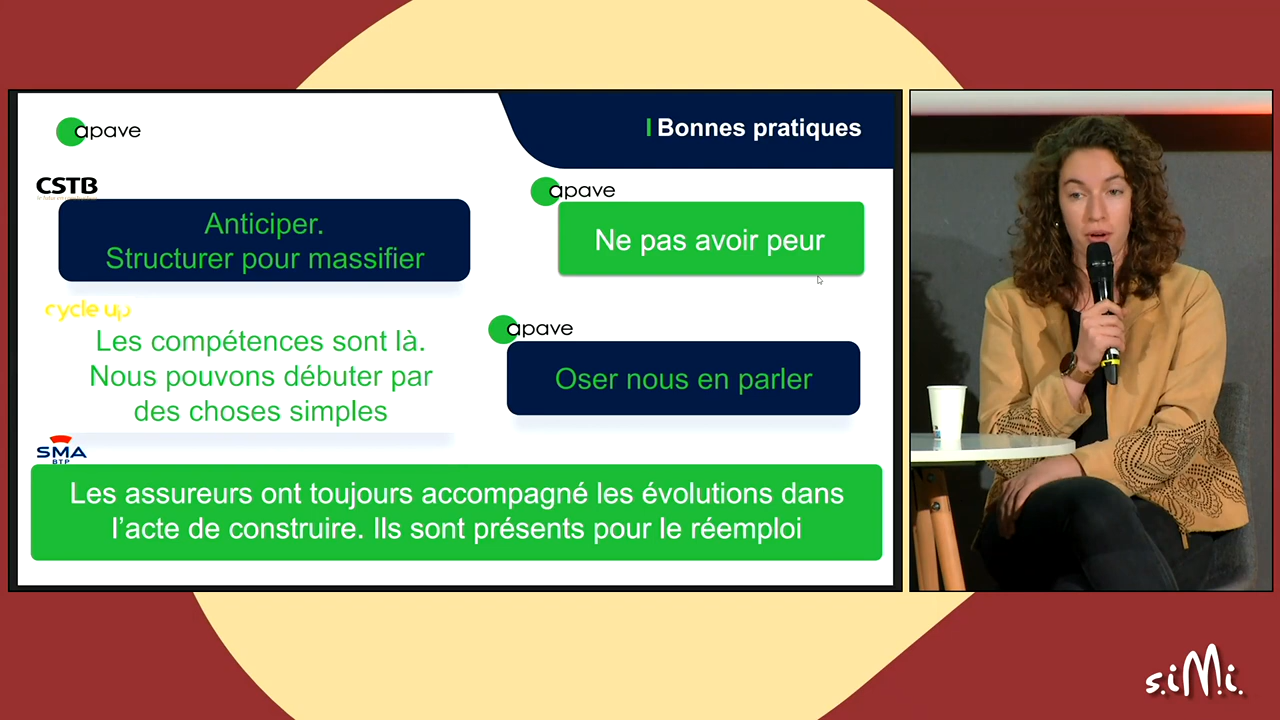 apave
Bonnes pratiques
CSTB
Anticiper.
Structurer pour massifier
apave
Ne pas avoir peur
cycle up
Les compétences sont là.
Nous pouvons débuter par
des choses simples
apave
Oser nous en parler
SMA
BTP
Les assureurs ont toujours accompagné les évolutions dans
l’acte de construire. Ils sont présents pour le réemploi
s.iMi.